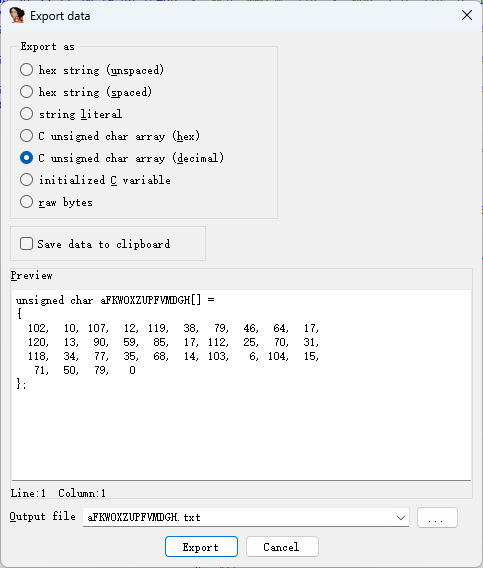 Export data
Export as
hex string (unspaced)
hex string (spaced)
string literal
C unsigned char array (hex)
C unsigned char array (decimal)
initialized C variable
raw bytes
Save data to clipboard
Preview
unsigned char aFKWOXZUPFVMDGH[] =
{
  102,  10, 107,  12, 119,  38,  79,  46,  64,  17,
  120,  13,  90,  59,  85,  17, 112,  25,  70,  31,
  118,  34,  77,  35,  68,  14, 103,   6, 104,  15,
   71,  50,  79,   0
};
Line:1  Column:1
Output file aFKWOXZUPFVMDGH.txt ...
Export Cancel